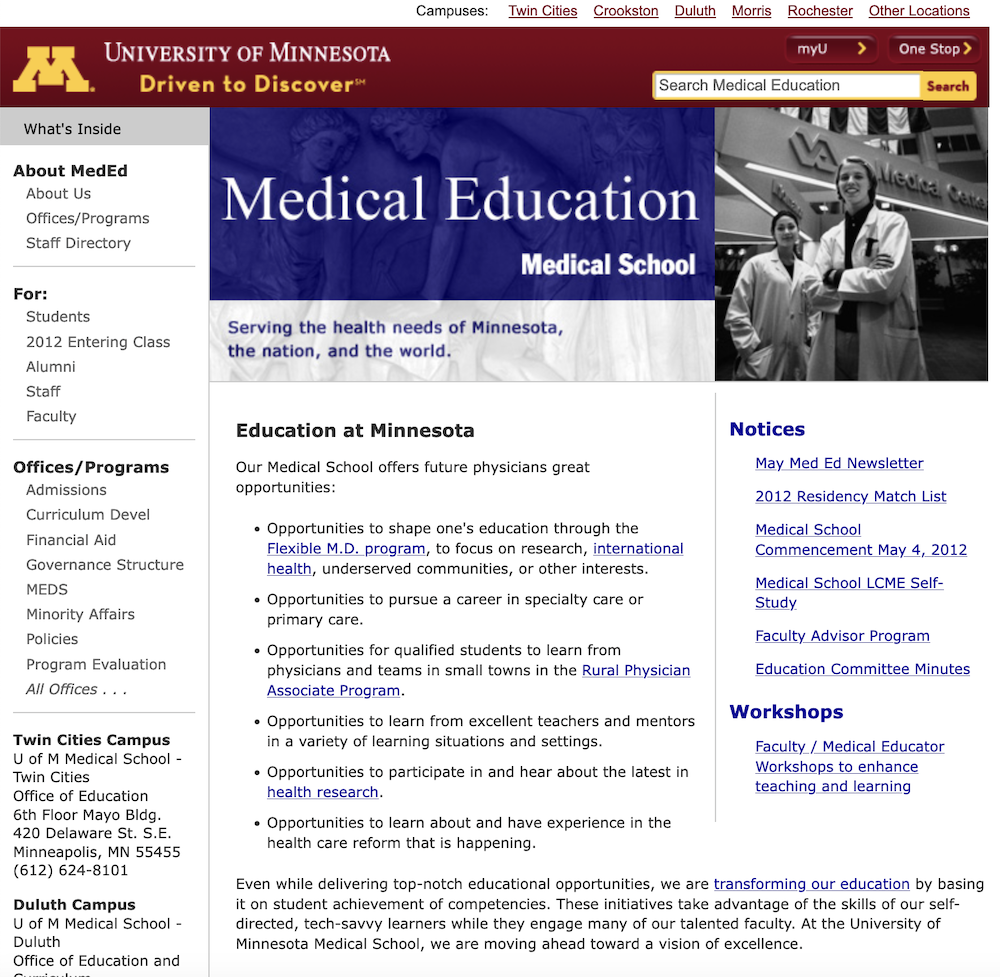 Campuses: Twin Cities Crookston Duluth Morris Rochester Other Locations
M
UNIVERSITY OF MINNESOTA
Driven to Discover℠
myU
One Stop
Search Medical Education
Search
What's Inside
About MedEd
About Us
Offices/Programs
Staff Directory
For:
Students
2012 Entering Class
Alumni
Staff
Faculty
Offices/Programs
Admissions
Curriculum Devel
Financial Aid
Governance Structure
MEDS
Minority Affairs
Policies
Program Evaluation
All Offices . . .
Twin Cities Campus
U of M Medical School -
Twin Cities
Office of Education
6th Floor Mayo Bldg.
420 Delaware St. S.E.
Minneapolis, MN 55455
(612) 624-8101
Duluth Campus
U of M Medical School -
Duluth
Office of Education and
Curriculum
Medical Education
Medical School
Serving the health needs of Minnesota,
the nation, and the world.
VA Medical Center
Education at Minnesota
Our Medical School offers future physicians great
opportunities:
• Opportunities to shape one's education through the
Flexible M.D. program, to focus on research, international
health, underserved communities, or other interests.
• Opportunities to pursue a career in specialty care or
primary care.
• Opportunities for qualified students to learn from
physicians and teams in small towns in the Rural Physician
Associate Program.
• Opportunities to learn from excellent teachers and mentors
in a variety of learning situations and settings.
• Opportunities to participate in and hear about the latest in
health research.
• Opportunities to learn about and have experience in the
health care reform that is happening.
Even while delivering top-notch educational opportunities, we are transforming our education by basing
it on student achievement of competencies. These initiatives take advantage of the skills of our self-
directed, tech-savvy learners while they engage many of our talented faculty. At the University of
Minnesota Medical School, we are moving ahead toward a vision of excellence.
Notices
May Med Ed Newsletter
2012 Residency Match List
Medical School
Commencement May 4, 2012
Medical School LCME Self-
Study
Faculty Advisor Program
Education Committee Minutes
Workshops
Faculty / Medical Educator
Workshops to enhance
teaching and learning